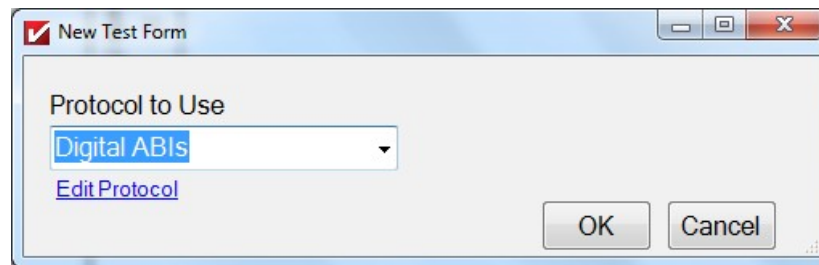 New Test Form
Protocol to Use
Digital ABIs
Edit Protocol
OK Cancel